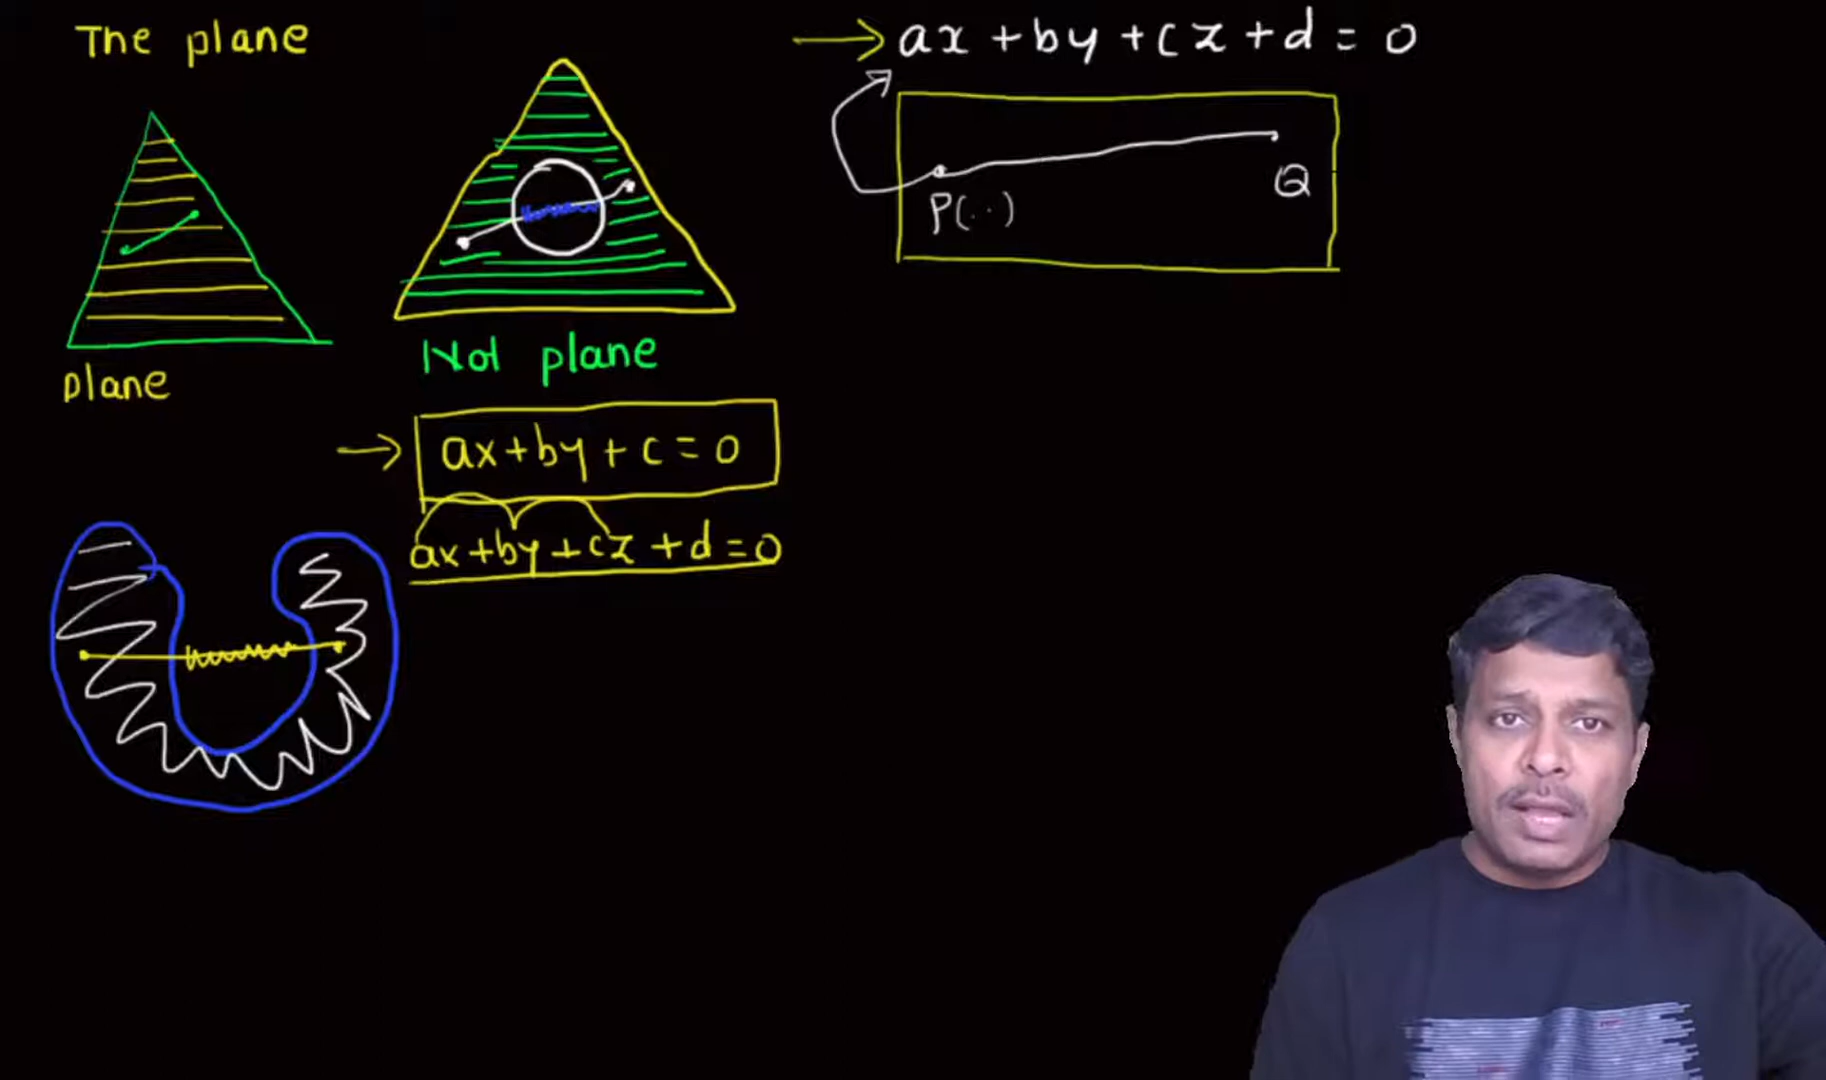 The plane
plane
Not plane
→ ax+by+c=0
ax+by+cz+d=0
→ ax+by+cz+d=0
P(..)
Q